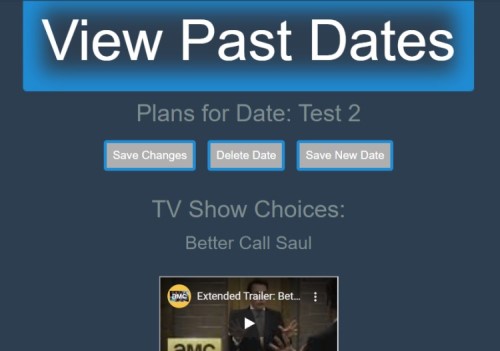 View Past Dates
Plans for Date: Test 2
Save Changes Delete Date Save New Date
TV Show Choices:
Better Call Saul
amc Extended Trailer: Bet...
amc